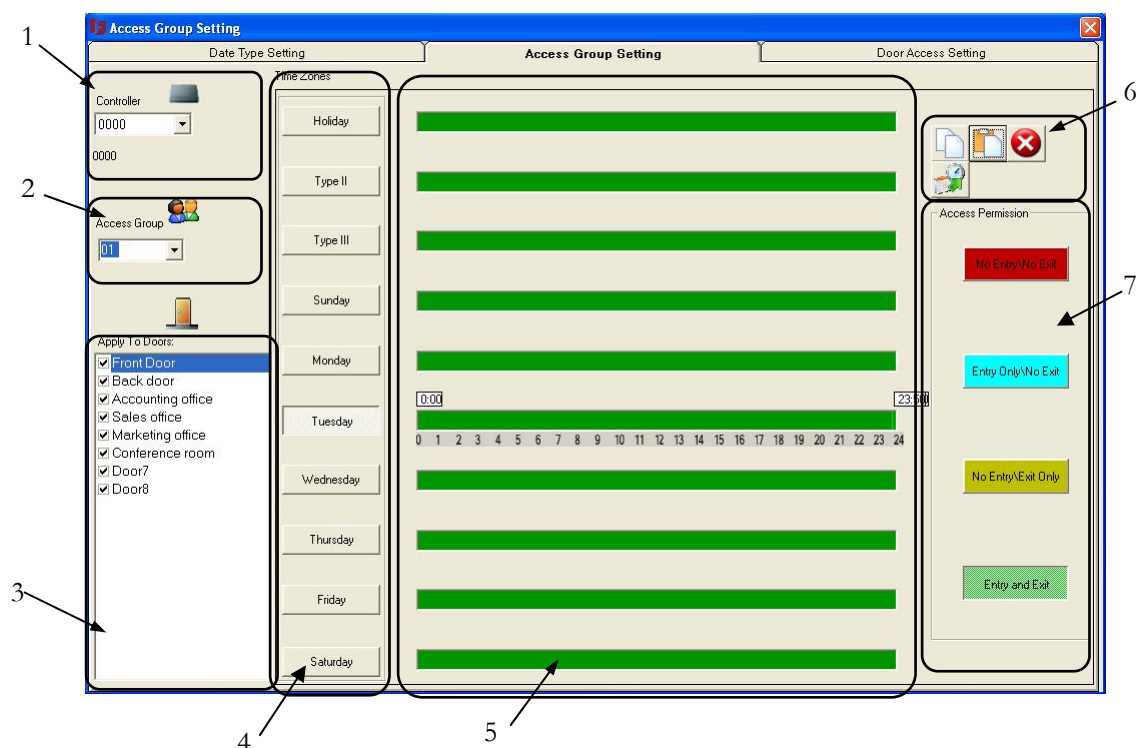 Access Group Setting
Date Type Setting
Access Group Setting
Door Access Setting
1
Controller
0000
0000
2
Access Group
01
Apply To Doors:
Front Door
Back door
Accounting office
Sales office
Marketing office
Conference room
Door7
Door8
3
Time Zones
Holiday
Type II
Type III
Sunday
Monday
Tuesday
Wednesday
Thursday
Friday
Saturday
4
0:00
23:50
0 1 2 3 4 5 6 7 8 9 10 11 12 13 14 15 16 17 18 19 20 21 22 23 24
5
6
Access Permission
No Entry\No Exit
Entry Only\No Exit
No Entry\Exit Only
Entry and Exit
7